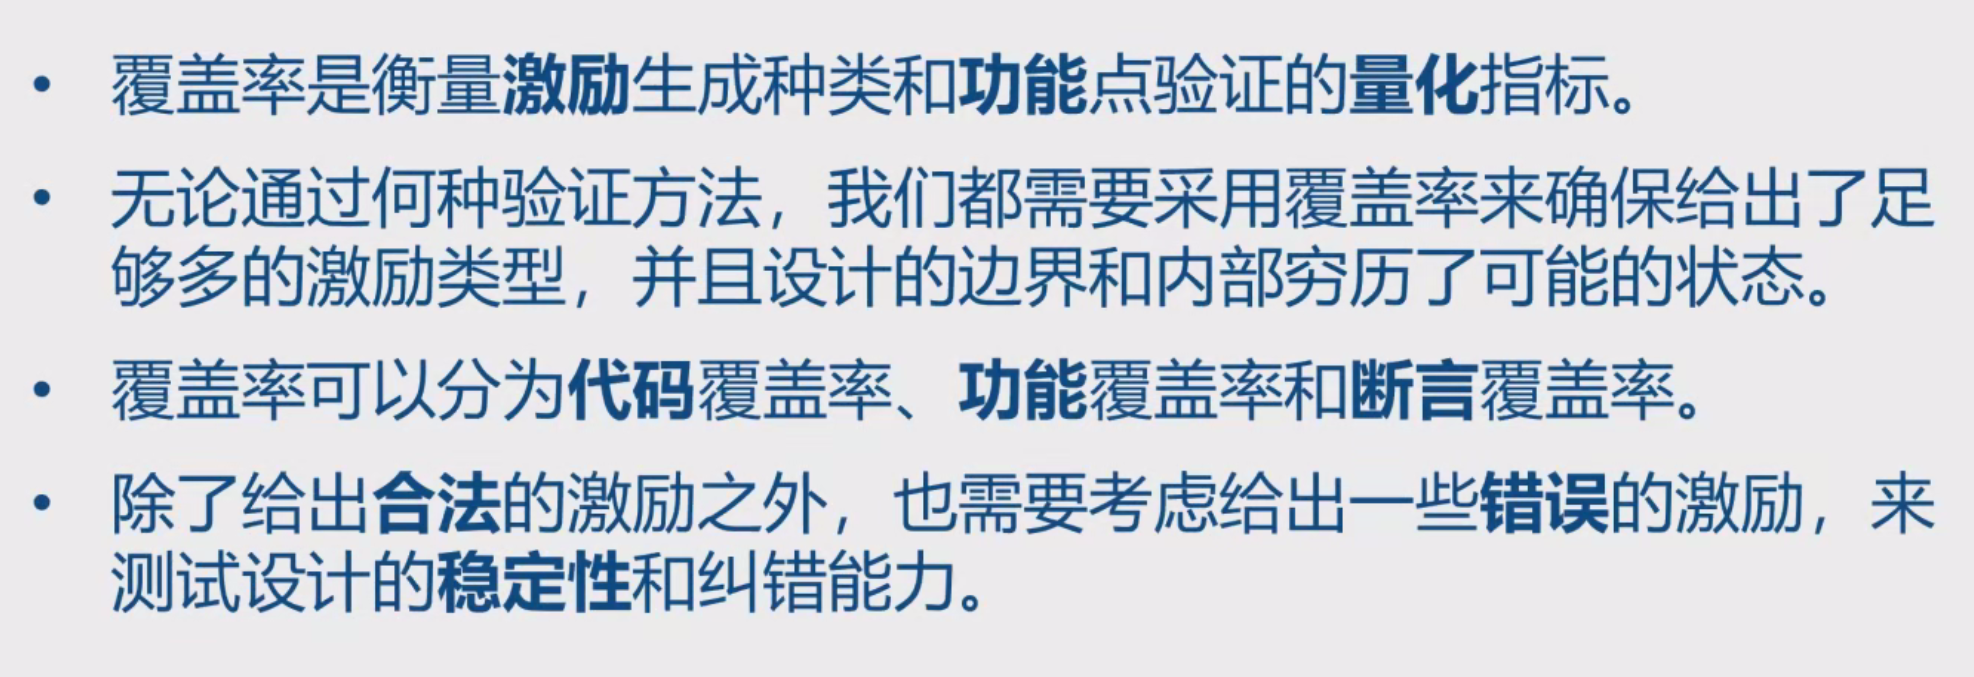 • 覆盖率是衡量激励生成种类和功能点验证的量化指标。
• 无论通过何种验证方法，我们都需要采用覆盖率来确保给出了足
够多的激励类型，并且设计的边界和内部穷历了可能的状态。
• 覆盖率可以分为代码覆盖率、功能覆盖率和断言覆盖率。
• 除了给出合法的激励之外，也需要考虑给出一些错误的激励，来
测试设计的稳定性和纠错能力。